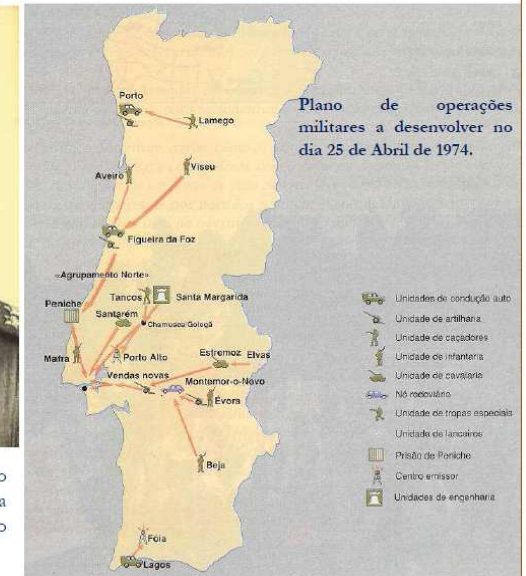 Plano de operações
militares a desenvolver no
dia 25 de Abril de 1974.
Porto
Lamego
Viseu
Aveiro
Figueira da Foz
«Agrupamento Norte»
Tancos
Santa Margarida
Peniche
Santarém
Chamusca/Golegã
Mafra
Porto Alto
Estremoz
Elvas
Vendas novas
Montemor-o-Novo
Évora
Beja
Fóia
Lagos
Unidades de condução auto
Unidade de artilharia
Unidade de caçadores
Unidade de infantaria
Unidade de cavalaria
Nó rodoviário
Unidade de tropas especiais
Unidade de lanceiros
Prisão de Peniche
Centro emissor
Unidades de engenharia
o
a
o